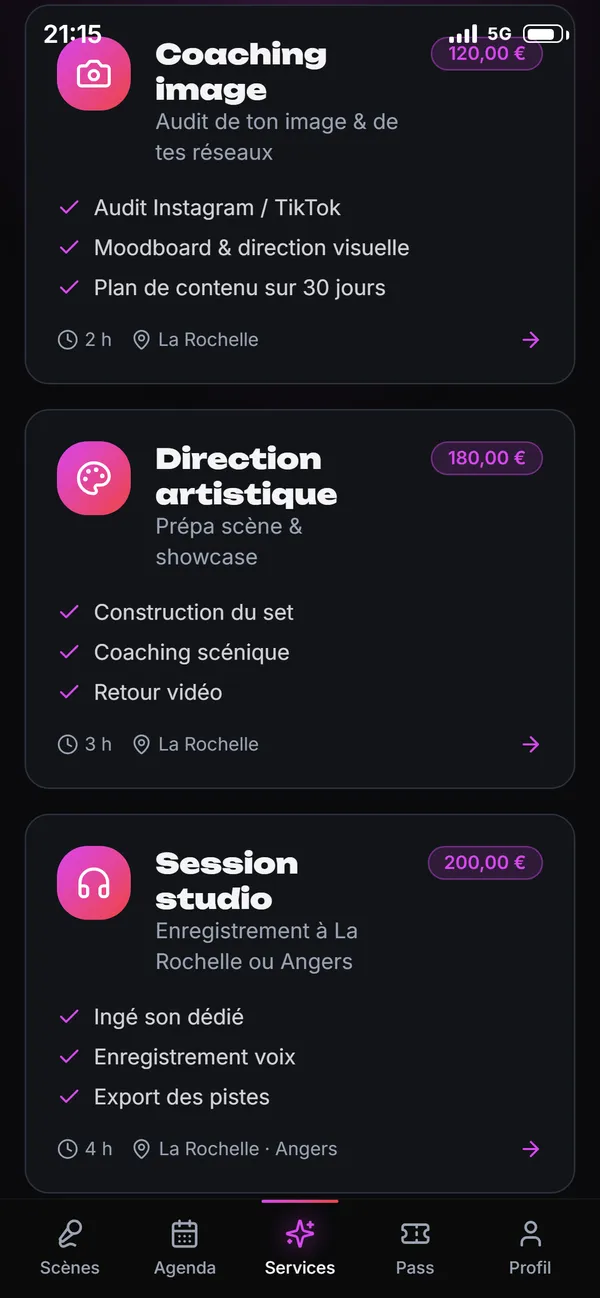 21:15
5G
Coaching
image
120,00 €
Audit de ton image & de
tes réseaux
Audit Instagram / TikTok
Moodboard & direction visuelle
Plan de contenu sur 30 jours
2 h La Rochelle
Direction
artistique
180,00 €
Prépa scène &
showcase
Construction du set
Coaching scénique
Retour vidéo
3 h La Rochelle
Session
studio
200,00 €
Enregistrement à La
Rochelle ou Angers
Ingé son dédié
Enregistrement voix
Export des pistes
4 h La Rochelle · Angers
Scènes Agenda Services Pass Profil